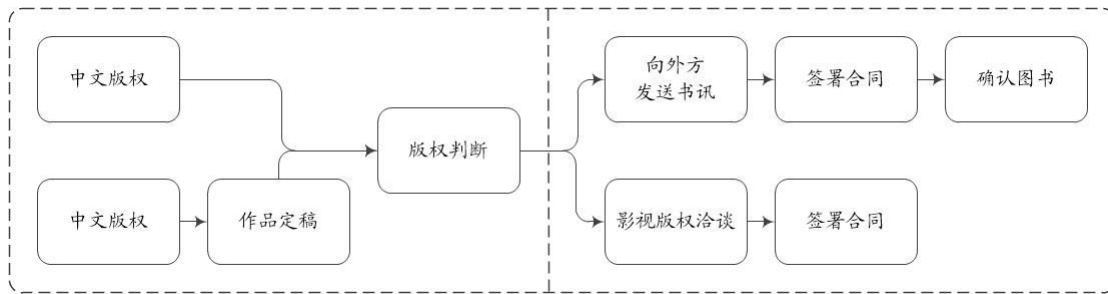 中文版权
中文版权
作品定稿
版权判断
向外方
发送书讯
签署合同
确认图书
影视版权洽谈
签署合同